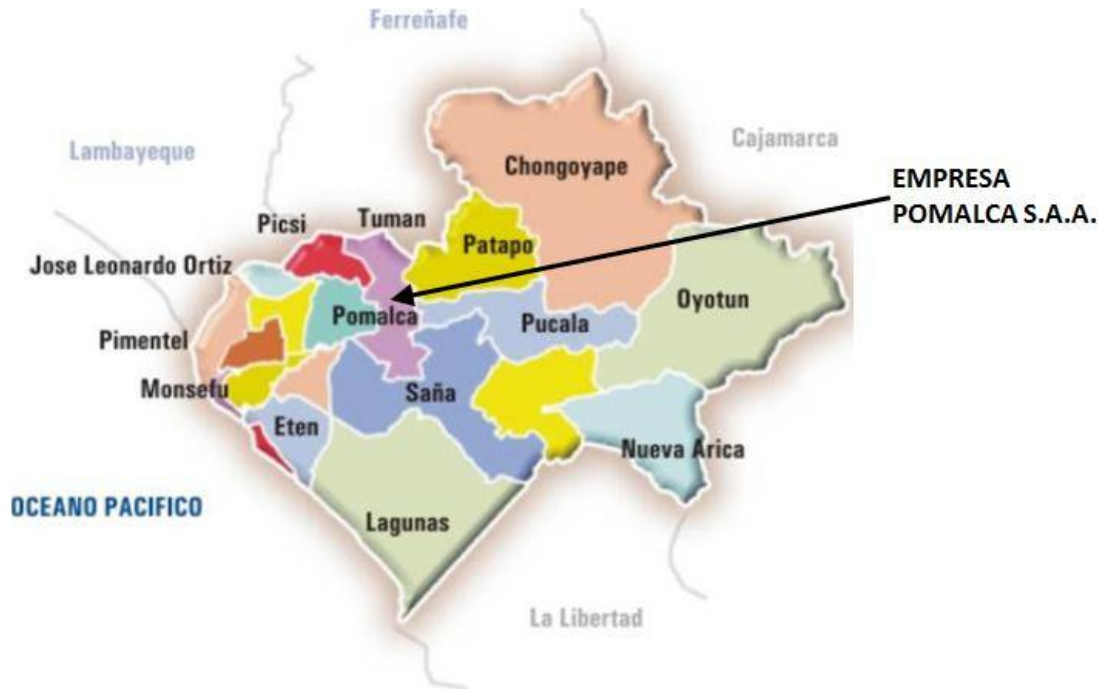 Ferreñafe
Cajamarca
Lambayeque
Chongoyape
EMPRESA
POMALCA S.A.A.
Picsi
Tuman
Patapo
Jose Leonardo Ortiz
Oyotun
Pomalca
Pucala
Pimentel
Monsefu
Saña
Eten
Nueva Arica
OCEANO PACIFICO
Lagunas
La Libertad